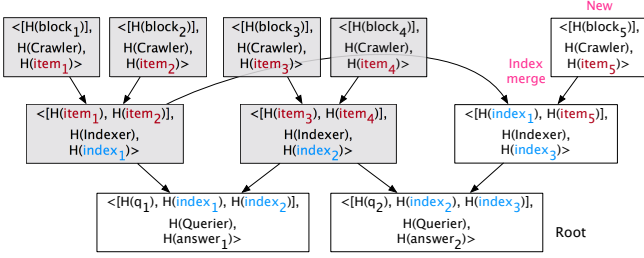 New
<[H(block1)],
H(Crawler),
H(item1)>
<[H(block2)],
H(Crawler),
H(item2)>
<[H(block3)],
H(Crawler),
H(item3)>
<[H(block4)],
H(Crawler),
H(item4)>
<[H(block5)],
H(Crawler),
H(item5)>
Index
merge
<[H(item1), H(item2)],
H(Indexer),
H(index1)>
<[H(item3), H(item4)],
H(Indexer),
H(index2)>
<[H(index1), H(item5)],
H(Indexer),
H(index3)>
<[H(q1), H(index1), H(index2)],
H(Querier),
H(answer1)>
<[H(q2), H(index2), H(index3)],
H(Querier),
H(answer2)>
Root